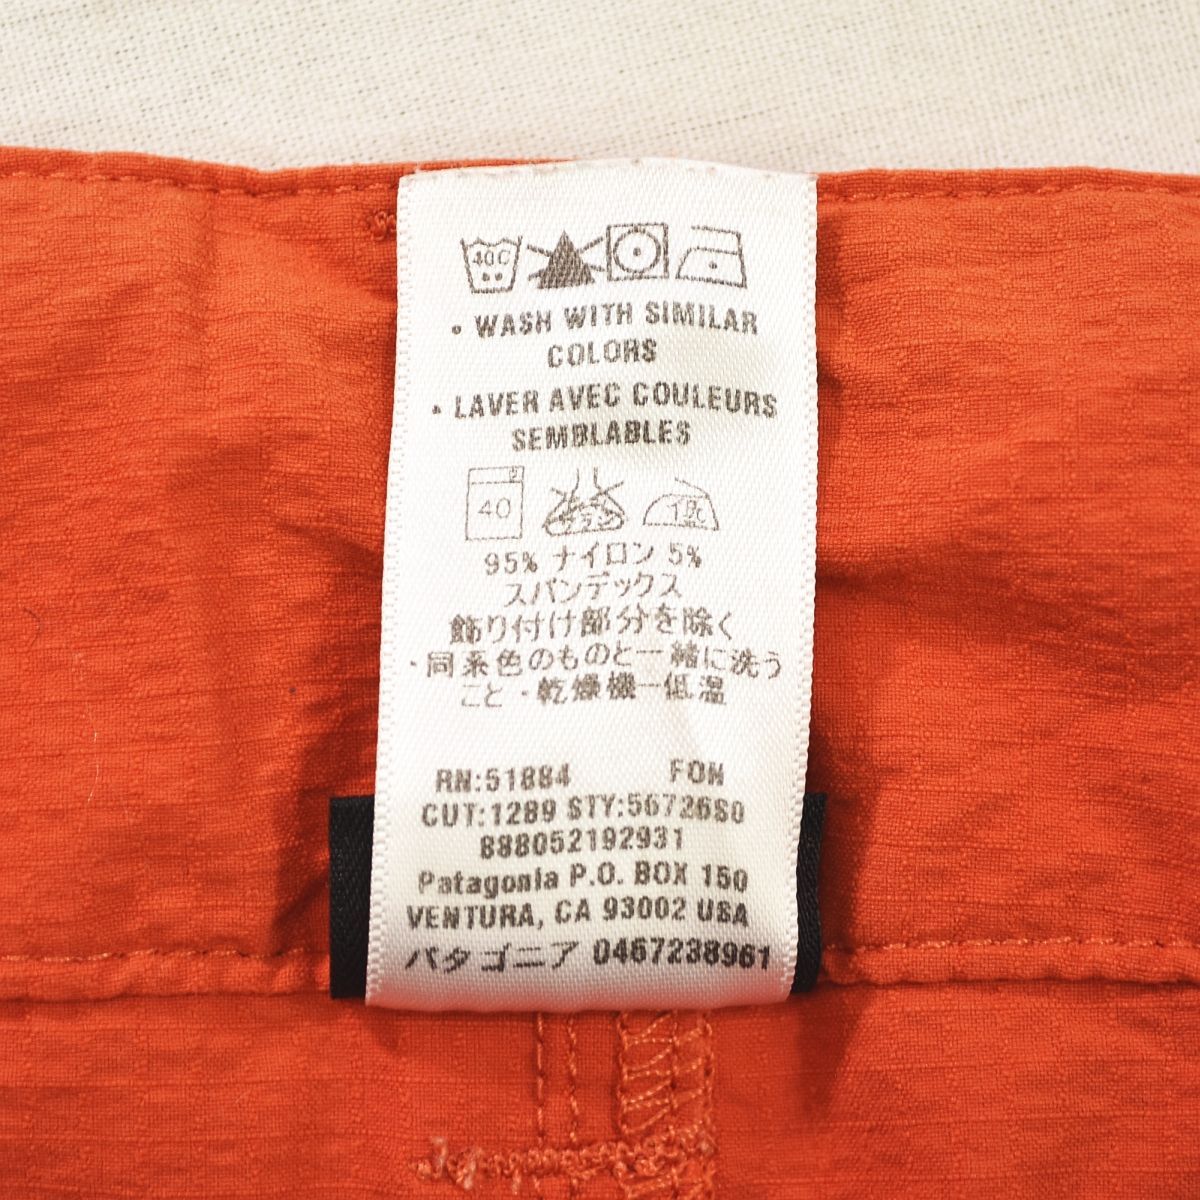 40C
• WASH WITH SIMILAR
COLORS
• LAVER AVEC COULEURS
SEMBLABLES
40 低
95% ナイロン 5%
スパンデックス
飾り付け部分を除く
・同系色のものと一緒に洗う
こと・乾燥機ー低温
RN:51884 FON
CUT:1289 STY:56726S0
888052192931
Patagonia P.O. BOX 150
VENTURA, CA 93002 USA
パタゴニア 0467238961